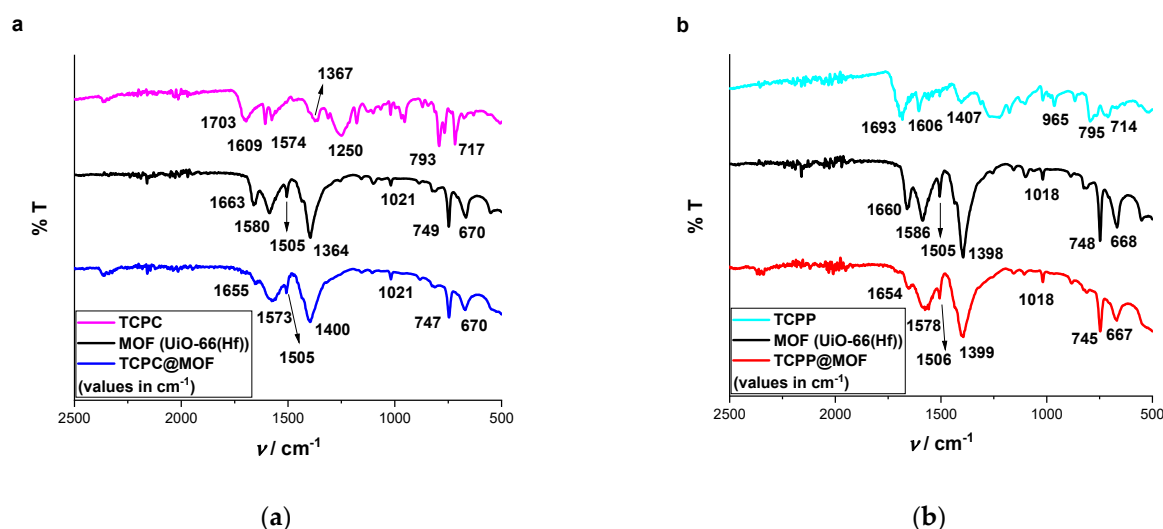 a
1367
1703
1609
1574
1250
793
717
1663
1580
1505
1364
1021
749
670
1655
1573
1505
1400
1021
747
670
% T
TCPC
MOF (UiO-66(Hf))
TCPC@MOF
(values in cm-1)
2500 2000 1500 1000 500
ν / cm-1
(a)
b
1693
1606
1407
965
795
714
1660
1586
1505
1398
1018
748
668
1654
1578
1506
1399
1018
745
667
% T
TCPP
MOF (UiO-66(Hf))
TCPP@MOF
(values in cm-1)
2500 2000 1500 1000 500
ν / cm-1
(b)